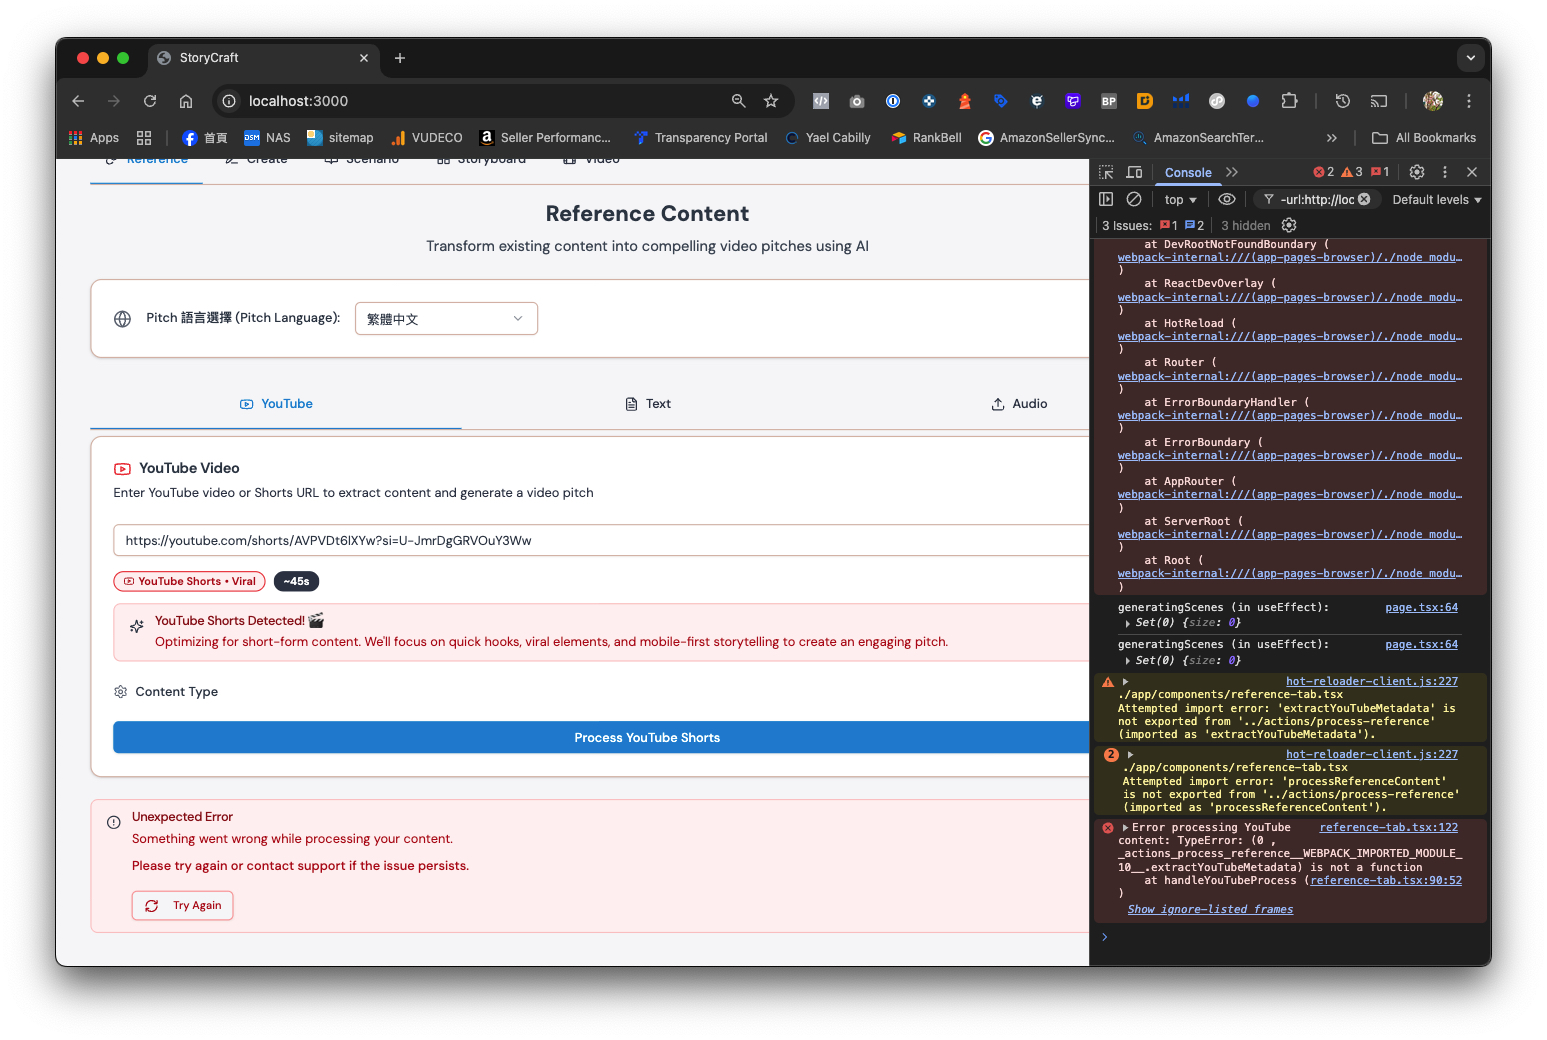 StoryCraft
localhost:3000
Apps
首頁
NAS
sitemap
VUDECO
Seller Performanc...
Transparency Portal
Yael Cabilly
RankBell
AmazonSellerSync...
AmazonSearchTer...
All Bookmarks
Reference
Create
Scenario
Storyboard
Video
Reference Content
Transform existing content into compelling video pitches using AI
Pitch 語言選擇 (Pitch Language):
繁體中文
YouTube
Text
Audio
YouTube Video
Enter YouTube video or Shorts URL to extract content and generate a video pitch
https://youtube.com/shorts/AVPVDt6lXYw?si=U-JmrDgGRVOuY3Ww
YouTube Shorts • Viral
~45s
YouTube Shorts Detected! 🎬
Optimizing for short-form content. We'll focus on quick hooks, viral elements, and mobile-first storytelling to create an engaging pitch.
Content Type
Process YouTube Shorts
Unexpected Error
Something went wrong while processing your content.
Please try again or contact support if the issue persists.
Try Again
Console
2
3
1
top
-url:http://loc
Default levels
3 Issues:
1
2
3 hidden
at DevRootNotFoundBoundary (
webpack-internal:///(app-pages-browser)/./node_modu…
)
at ReactDevOverlay (
webpack-internal:///(app-pages-browser)/./node_modu…
)
at HotReload (
webpack-internal:///(app-pages-browser)/./node_modu…
)
at Router (
webpack-internal:///(app-pages-browser)/./node_modu…
)
at ErrorBoundaryHandler (
webpack-internal:///(app-pages-browser)/./node_modu…
)
at ErrorBoundary (
webpack-internal:///(app-pages-browser)/./node_modu…
)
at AppRouter (
webpack-internal:///(app-pages-browser)/./node_modu…
)
at ServerRoot (
webpack-internal:///(app-pages-browser)/./node_modu…
)
at Root (
webpack-internal:///(app-pages-browser)/./node_modu…
)
generatingScenes (in useEffect): page.tsx:64
Set(0) {size: 0}
generatingScenes (in useEffect): page.tsx:64
Set(0) {size: 0}
hot-reloader-client.js:227
./app/components/reference-tab.tsx
Attempted import error: 'extractYouTubeMetadata' is
not exported from '../actions/process-reference'
(imported as 'extractYouTubeMetadata').
2
hot-reloader-client.js:227
./app/components/reference-tab.tsx
Attempted import error: 'processReferenceContent'
is not exported from '../actions/process-reference'
(imported as 'processReferenceContent').
Error processing YouTube reference-tab.tsx:122
content: TypeError: (0 ,
_actions_process_reference__WEBPACK_IMPORTED_MODULE_
10__.extractYouTubeMetadata) is not a function
at handleYouTubeProcess (reference-tab.tsx:90:52
)
Show ignore-listed frames